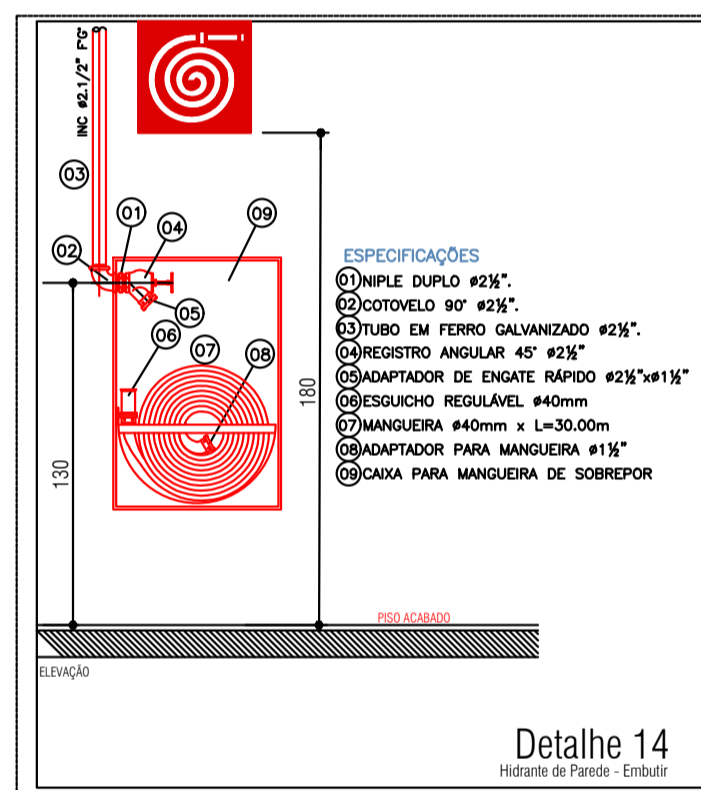 INC ø2.1/2" FºGº
03
01
04
09
02
05
06
07
08
130
180
ESPECIFICAÇÕES
01 NIPLE DUPLO ø2½".
02 COTOVELO 90° ø2½".
03 TUBO EM FERRO GALVANIZADO ø2½".
04 REGISTRO ANGULAR 45° ø2½"
05 ADAPTADOR DE ENGATE RÁPIDO ø2½"xø1½"
06 ESGUICHO REGULÁVEL ø40mm
07 MANGUEIRA ø40mm x L=30.00m
08 ADAPTADOR PARA MANGUEIRA ø1½"
09 CAIXA PARA MANGUEIRA DE SOBREPOR
PISO ACABADO
ELEVAÇÃO
Detalhe 14
Hidrante de Parede - Embutir